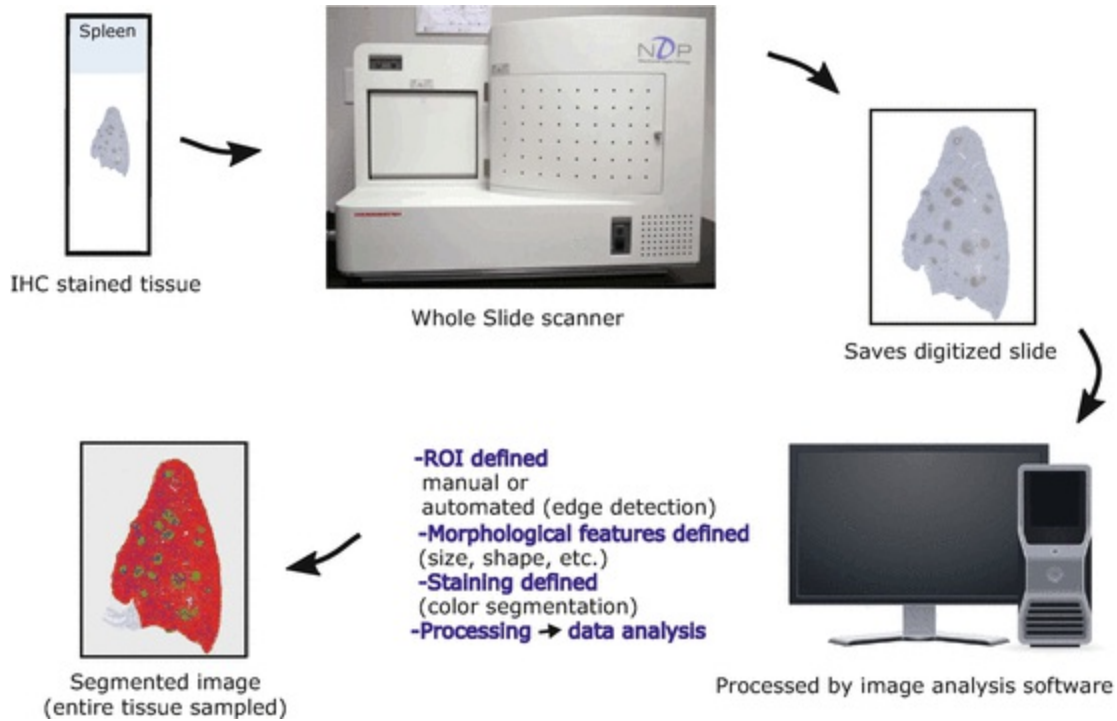 Spleen
IHC stained tissue
NDP
Whole Slide scanner
Saves digitized slide
Processed by image analysis software
-ROI defined
manual or
automated (edge detection)
-Morphological features defined
(size, shape, etc.)
-Staining defined
(color segmentation)
-Processing → data analysis
Segmented image
(entire tissue sampled)